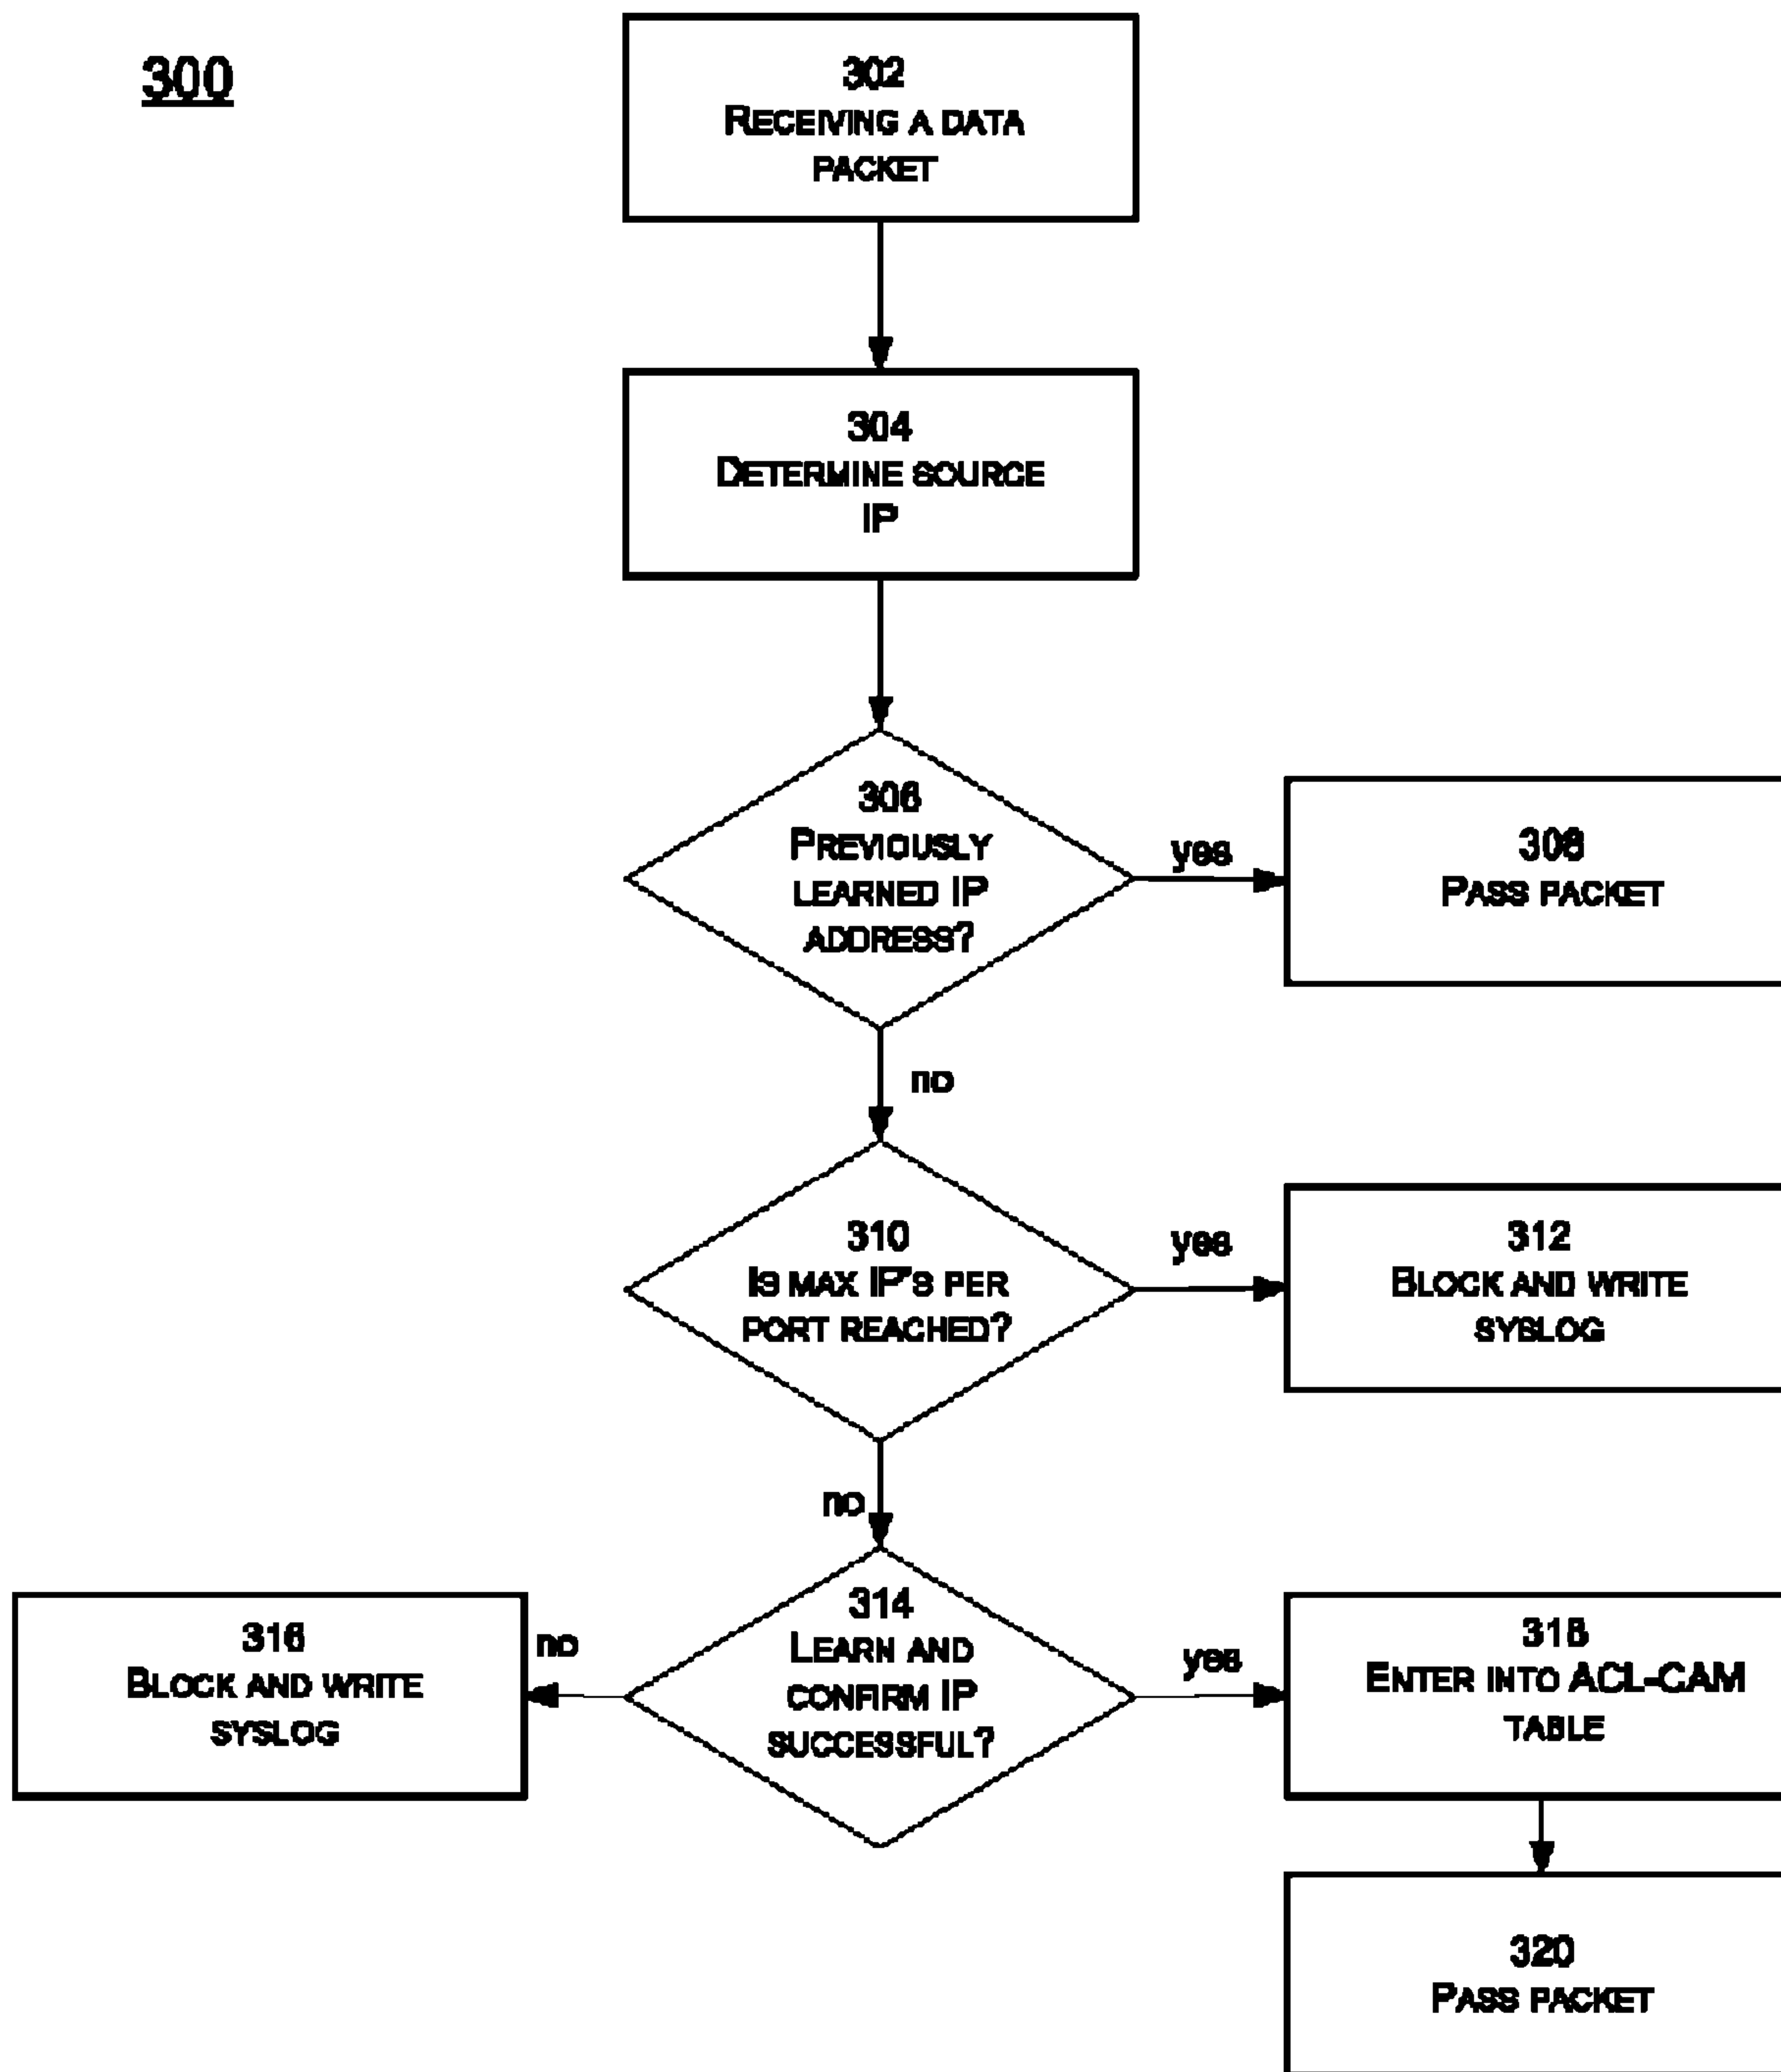 300
302
RECEIVING A DATA
PACKET
304
DETERMINE SOURCE
IP
306
PREVIOUSLY
LEARNED IP
ADDRESS?
yes
308
PASS PACKET
no
310
IS MAX IP'S PER
PORT REACHED?
yes
312
BLOCK AND WRITE
SYSLOG
no
314
LEARN AND
CONFIRM IP
SUCCESSFUL?
no
316
BLOCK AND WRITE
SYSLOG
yes
318
ENTER INTO ACL-CAM
TABLE
320
PASS PACKET